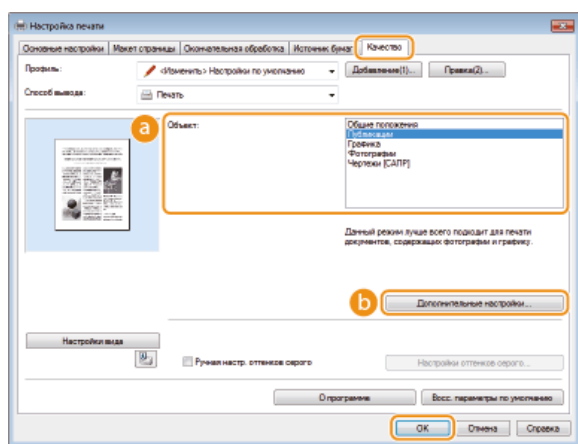 Настройка печати
Основные настройки Макет страницы Окончательная обработка Источник бумаг Качество
Профиль: <Изменить> Настройки по умолчанию Добавление(1)... Правка(2)...
Способ вывода: Печать
a Объект: Общие положения
Публикации
Графика
Фотографии
Чертежи [САПР]
Данный режим лучше всего подходит для печати
документов, содержащих фотографии и графику.
b Дополнительные настройки...
Настройки вида
Ручная настр. оттенков серого Настройки оттенков серого...
О программе Восс. параметры по умолчанию
OK Отмена Справка